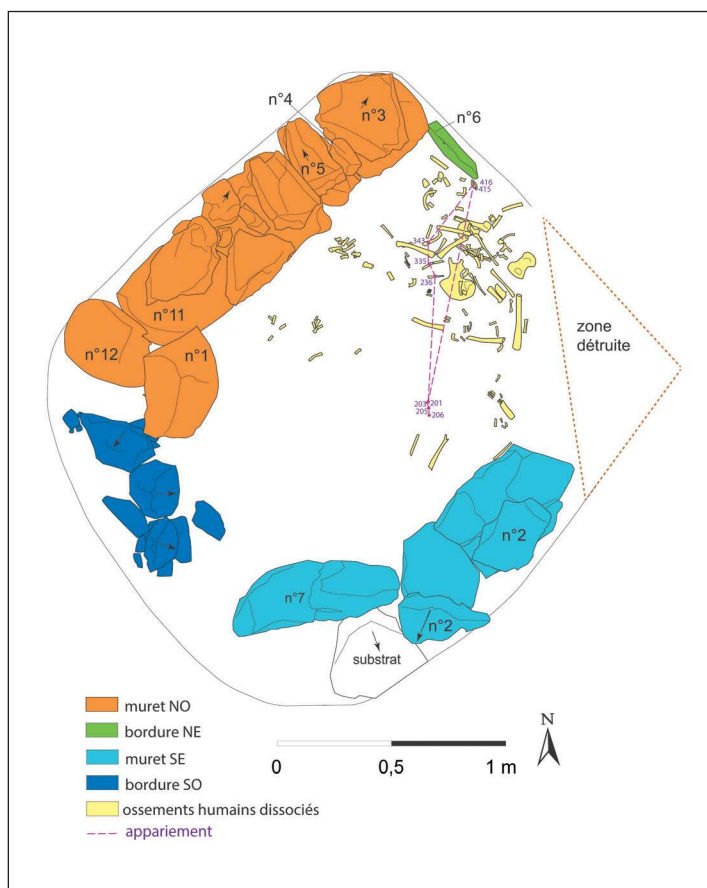 n°4
n°3
n°6
n°5
416
415
343
335
236
n°11
zone
détruite
n°12
n°1
203 201
205 206
n°2
n°7
n°2
substrat
muret NO
bordure NE
muret SE
bordure SO
ossements humains dissociés
appariement
N
0 0,5 1 m